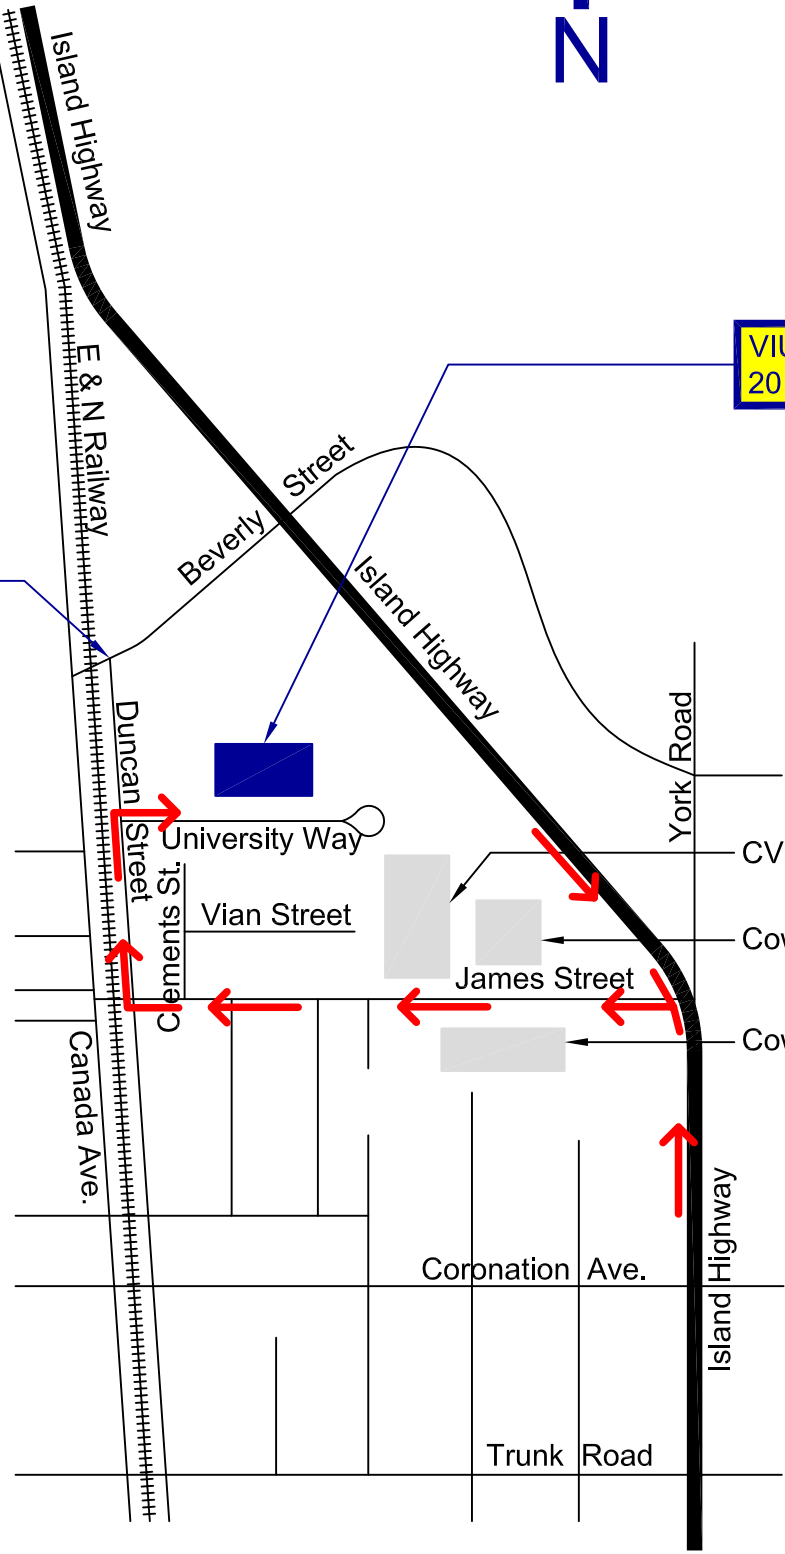 N
Island Highway
VIU
20
E & N Railway
Beverly Street
Island Highway
York Road
Duncan Street
University Way
CV
Clements St.
Vian Street
Cow
James Street
Cow
Canada Ave.
Island Highway
Coronation Ave.
Trunk Road